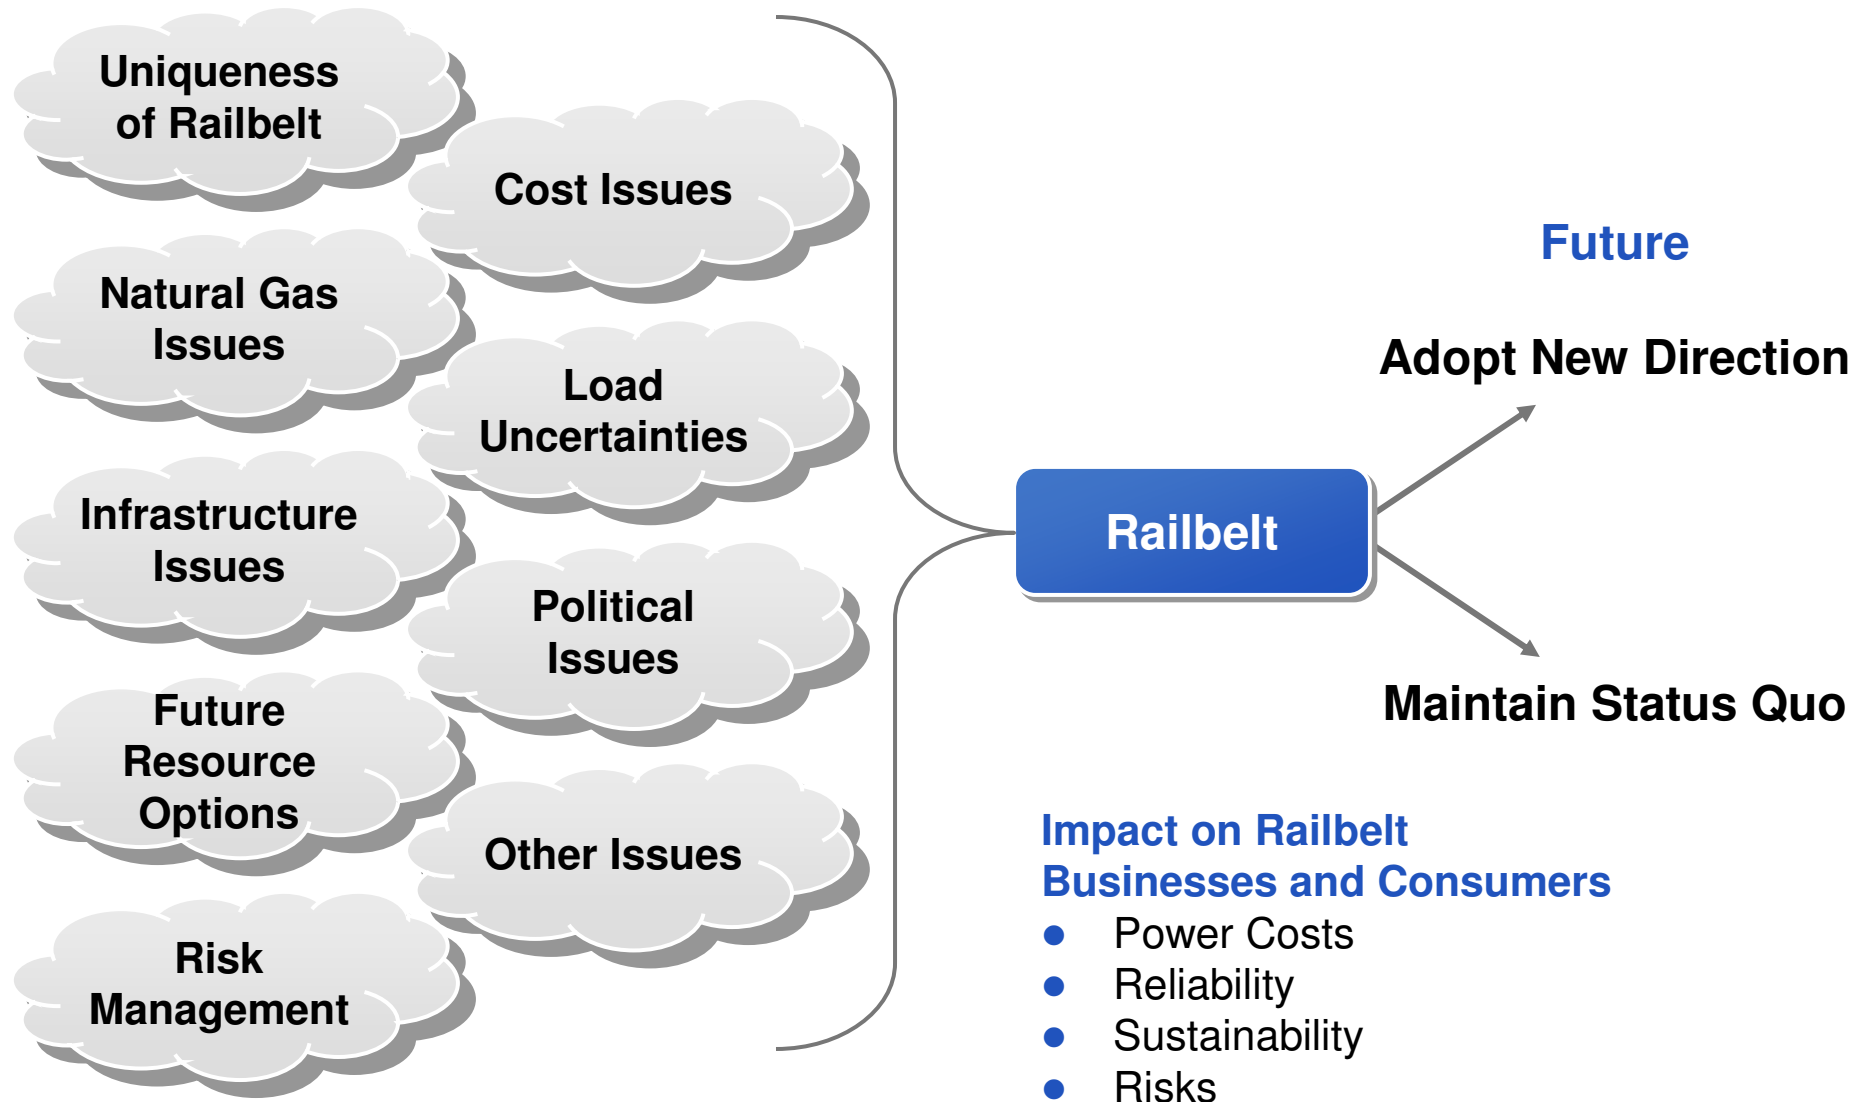 Uniqueness
of Railbelt
Cost Issues
Natural Gas
Issues
Load
Uncertainties
Infrastructure
Issues
Political
Issues
Future
Resource
Options
Other Issues
Risk
Management
Railbelt
Future
Adopt New Direction
Maintain Status Quo
Impact on Railbelt
Businesses and Consumers
● Power Costs
● Reliability
● Sustainability
● Risks